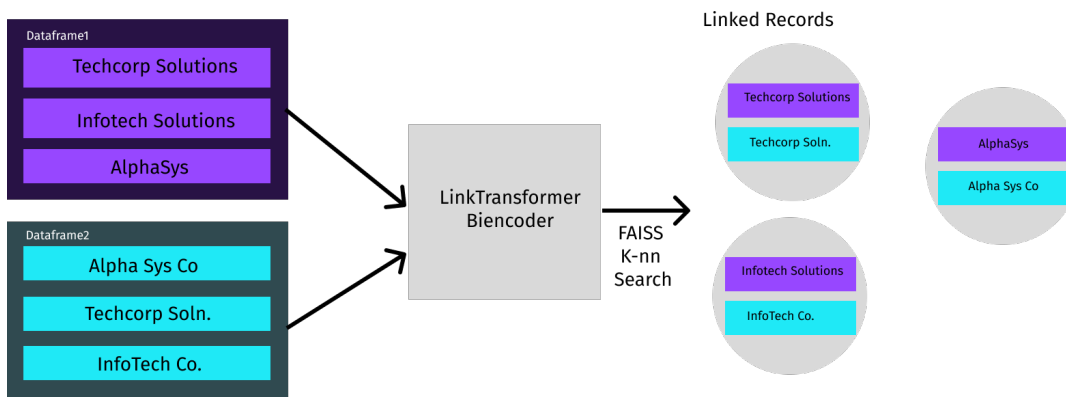 Dataframe1
Techcorp Solutions
Infotech Solutions
AlphaSys
Dataframe2
Alpha Sys Co
Techcorp Soln.
InfoTech Co.
LinkTransformer
Biencoder
FAISS
K-nn
Search
Linked Records
Techcorp Solutions
Techcorp Soln.
AlphaSys
Alpha Sys Co
Infotech Solutions
InfoTech Co.